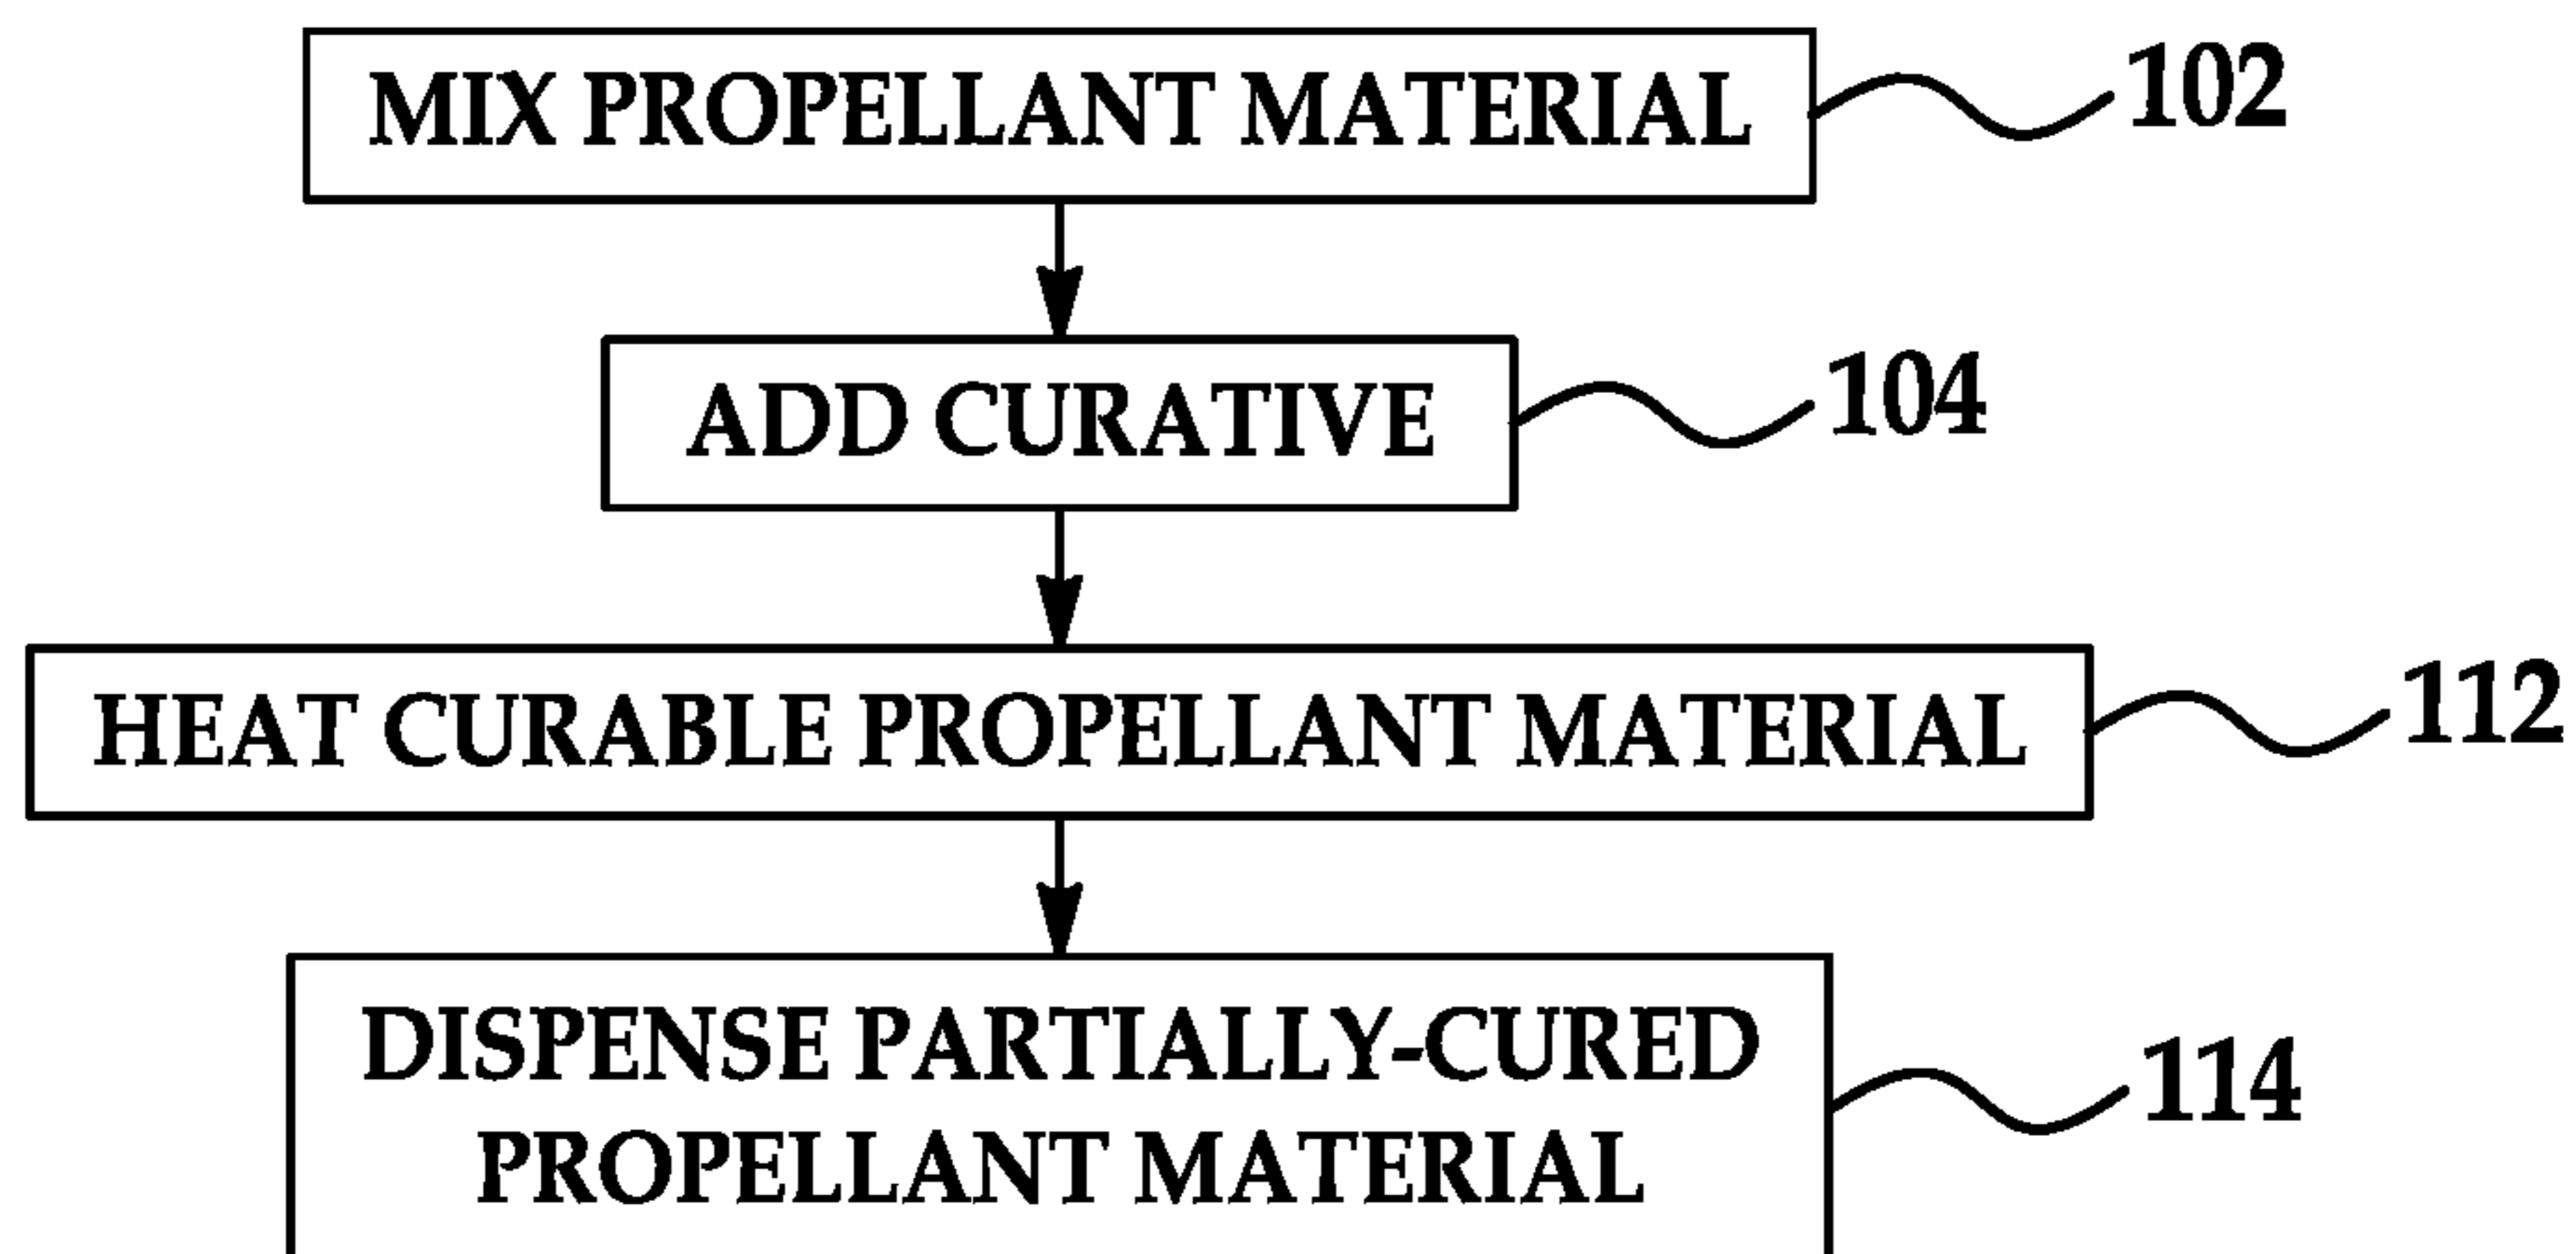 MIX PROPELLANT MATERIAL 102
ADD CURATIVE 104
HEAT CURABLE PROPELLANT MATERIAL 112
DISPENSE PARTIALLY-CURED
PROPELLANT MATERIAL
114